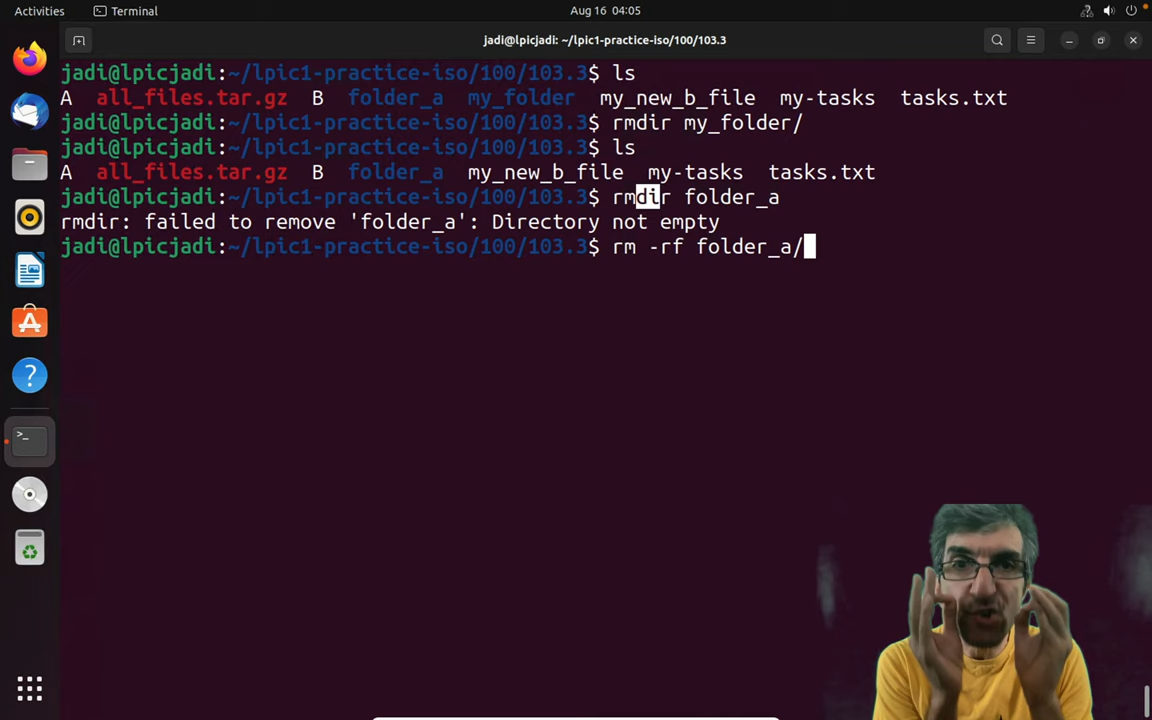 Activities Terminal Aug 16 04:05
jadi@lpicjadi: ~/lpic1-practice-iso/100/103.3
jadi@lpicjadi:~/lpic1-practice-iso/100/103.3$ ls
A all_files.tar.gz B folder_a my_folder my_new_b_file my-tasks tasks.txt
jadi@lpicjadi:~/lpic1-practice-iso/100/103.3$ rmdir my_folder/
jadi@lpicjadi:~/lpic1-practice-iso/100/103.3$ ls
A all_files.tar.gz B folder_a my_new_b_file my-tasks tasks.txt
jadi@lpicjadi:~/lpic1-practice-iso/100/103.3$ rmdir folder_a
rmdir: failed to remove 'folder_a': Directory not empty
jadi@lpicjadi:~/lpic1-practice-iso/100/103.3$ rm -rf folder_a/